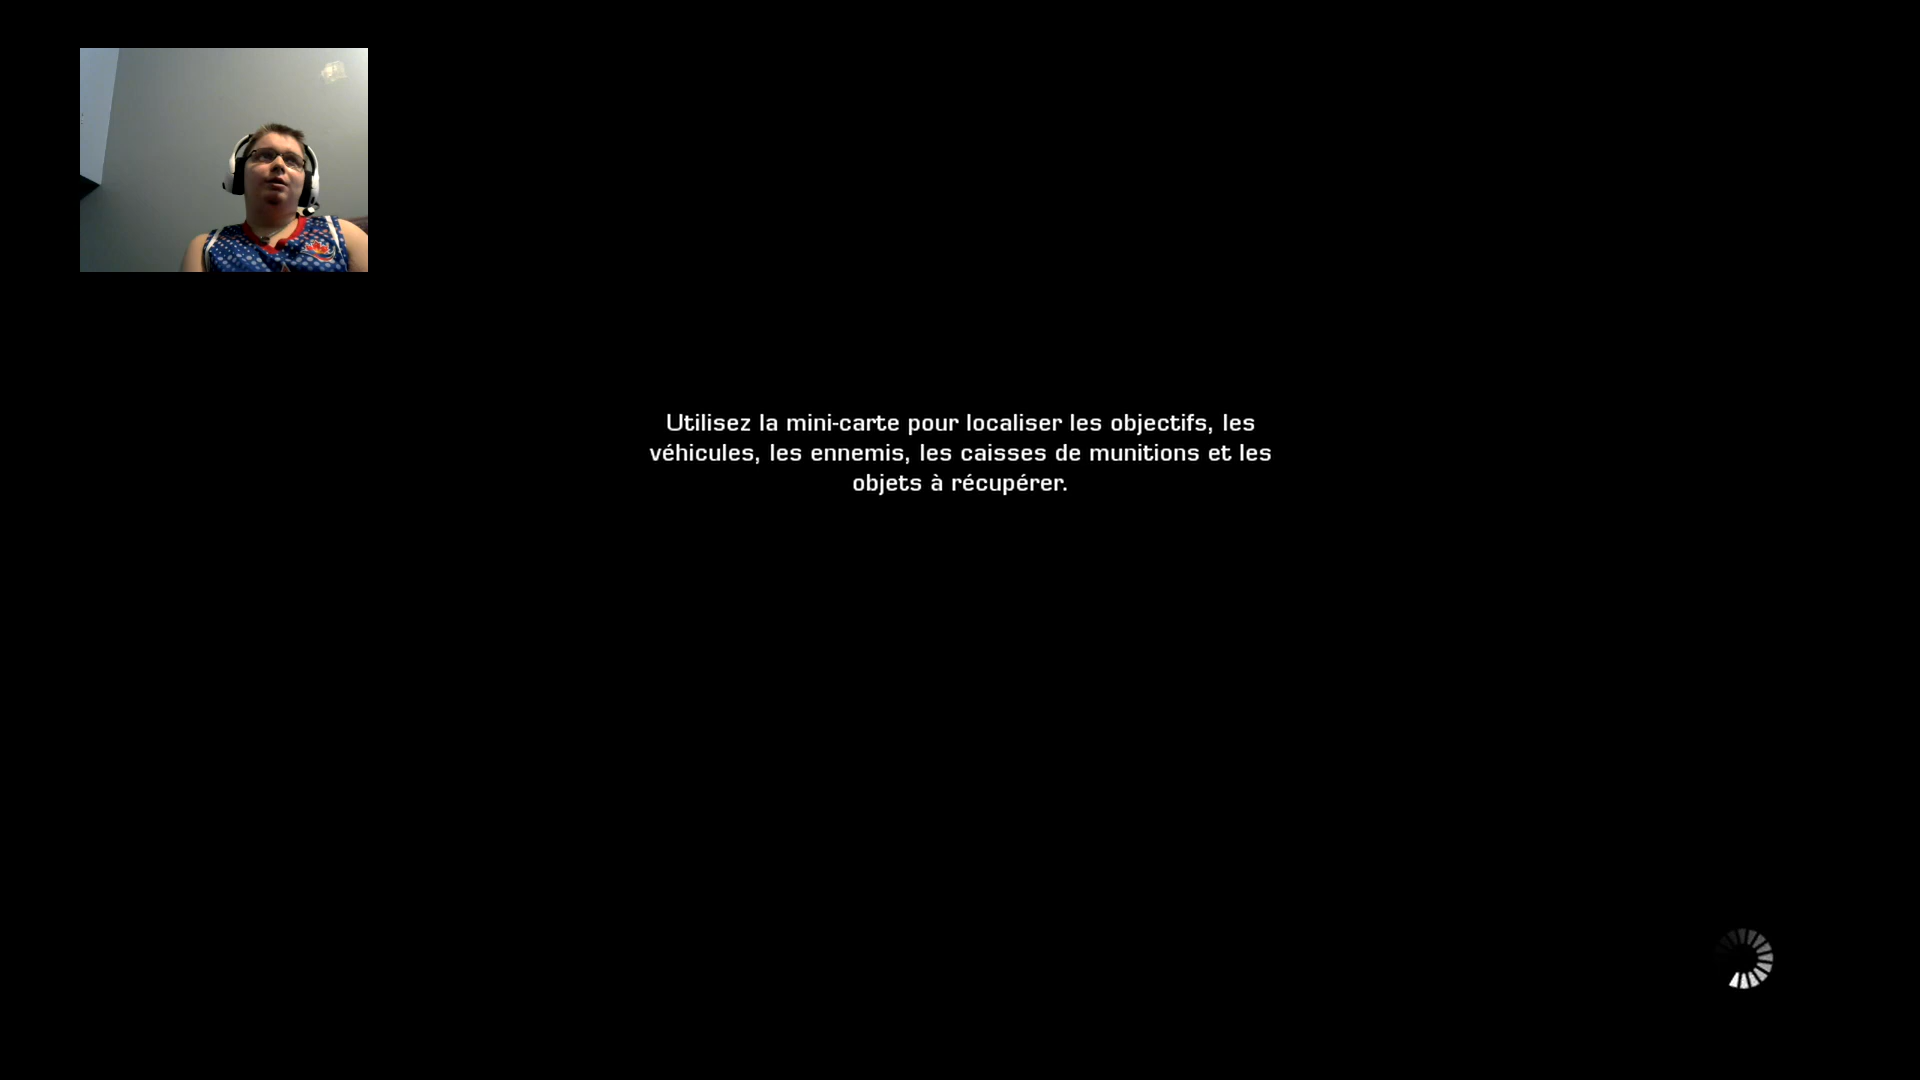 Utilisez la mini-carte pour localiser les objectifs, les
véhicules, les ennemis, les caisses de munitions et les
objets à récupérer.